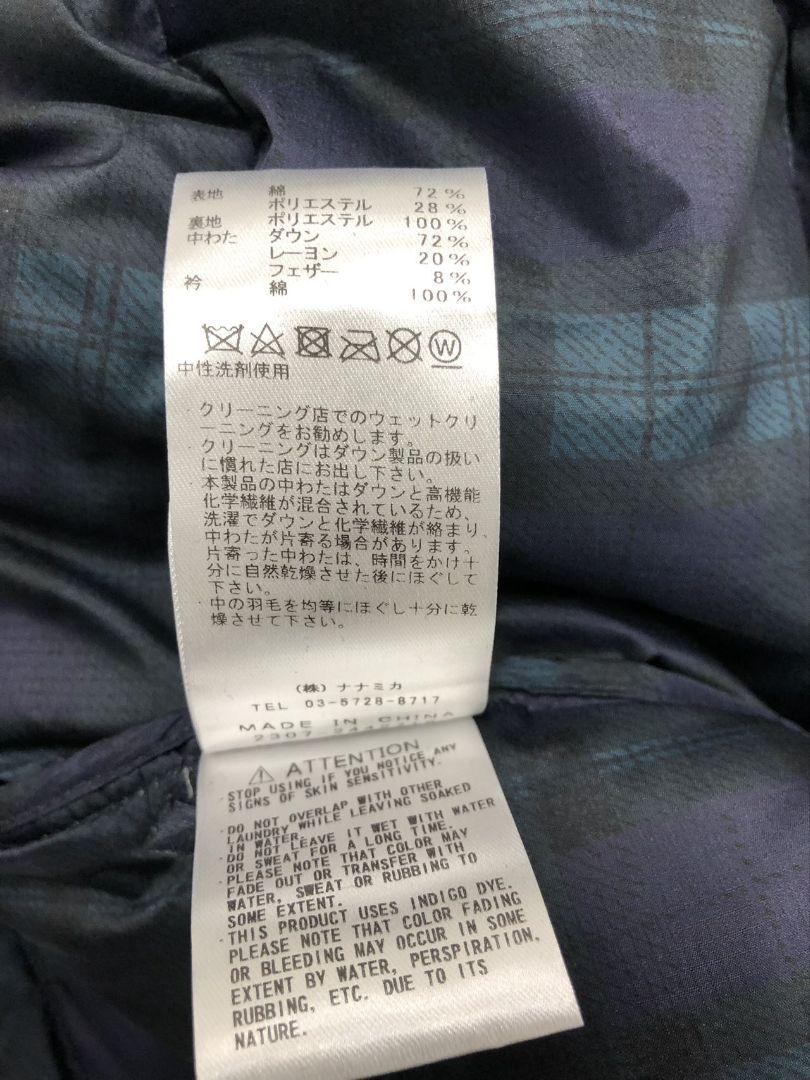 表地 綿 72%
ポリエステル 28%
裏地 ポリエステル 100%
中わた ダウン 72%
レーヨン 20%
フェザー 8%
衿 綿 100%
W
中性洗剤使用
・クリーニング店でのウェットクリ
ーニングをお勧めします。
・クリーニングはダウン製品の扱い
に慣れた店にお出し下さい。
・本製品の中わたはダウンと高機能
化学繊維が混合されているため、
洗濯でダウンと化学繊維が絡まり、
中わたが片寄る場合があります。
片寄った中わたは、時間をかけ十
分に自然乾燥させた後にほぐして
下さい。
・中の羽毛を均等にほぐし十分に乾
燥させて下さい。
(株) ナナミカ
TEL 03-5728-8717
MADE IN CHINA
ATTENTION
・STOP USING IF YOU NOTICE ANY
SIGNS OF SKIN SENSITIVITY.
・DO NOT OVERLAP WITH OTHER
LAUNDRY WHILE LEAVING SOAKED
IN WATER.
・DO NOT LEAVE IT WET WITH WATER
OR SWEAT FOR A LONG TIME.
・PLEASE NOTE THAT COLOR MAY
FADE OUT OR TRANSFER WITH
WATER, SWEAT OR RUBBING TO
SOME EXTENT.
・THIS PRODUCT USES INDIGO DYE.
PLEASE NOTE THAT COLOR FADING
OR BLEEDING MAY OCCUR IN SOME
EXTENT BY WATER, PERSPIRATION,
RUBBING, ETC. DUE TO ITS
NATURE.